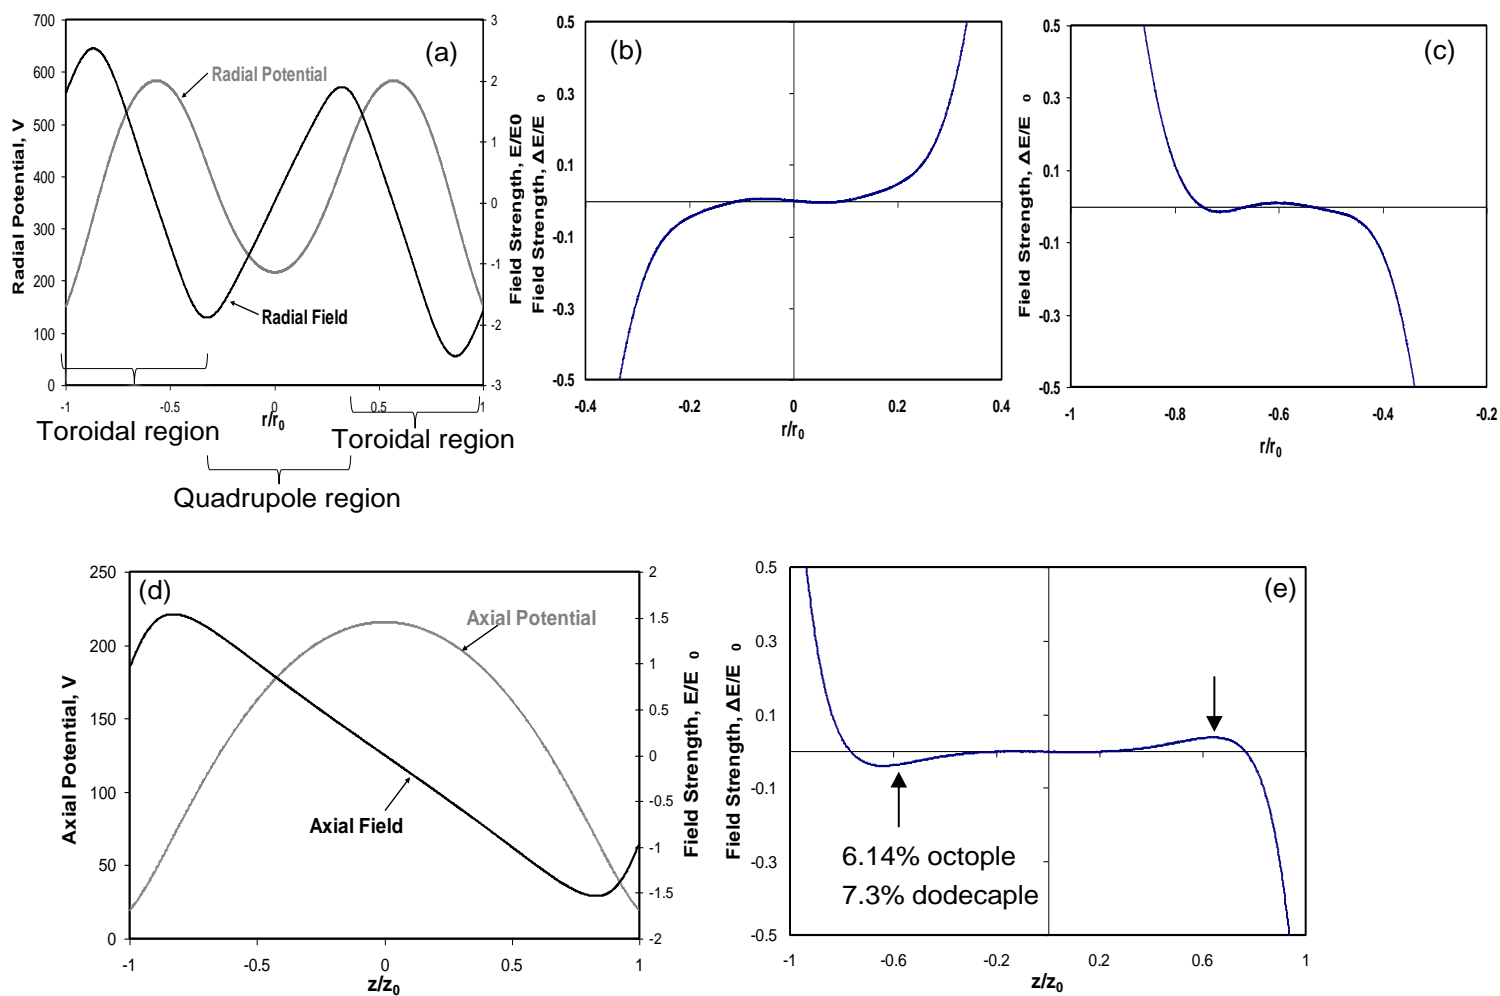 (a)
Radial Potential
Radial Field
Radial Potential, V
700
600
500
400
300
200
100
0
-1
-0.5
0
0.5
1
r/r0
3
2
1
0
-1
-2
-3
Field Strength, E/E0
Toroidal region
Toroidal region
Quadrupole region
(b)
Field Strength, ΔE/E 0
0.5
0.3
0.1
-0.1
-0.3
-0.5
-0.4
-0.2
0
0.2
0.4
r/r0
(c)
Field Strength, ΔE/E 0
0.5
0.3
0.1
-0.1
-0.3
-0.5
-1
-0.8
-0.6
-0.4
-0.2
r/r0
(d)
Axial Potential
Axial Field
Axial Potential, V
250
200
150
100
50
0
-1
-0.5
0
0.5
1
z/z0
2
1.5
1
0.5
0
-0.5
-1
-1.5
-2
Field Strength, E/E 0
(e)
Field Strength, ΔE/E 0
0.5
0.3
0.1
-0.1
-0.3
-0.5
6.14% octople
7.3% dodecaple
-1
-0.6
-0.2
0.2
0.6
1
z/z0